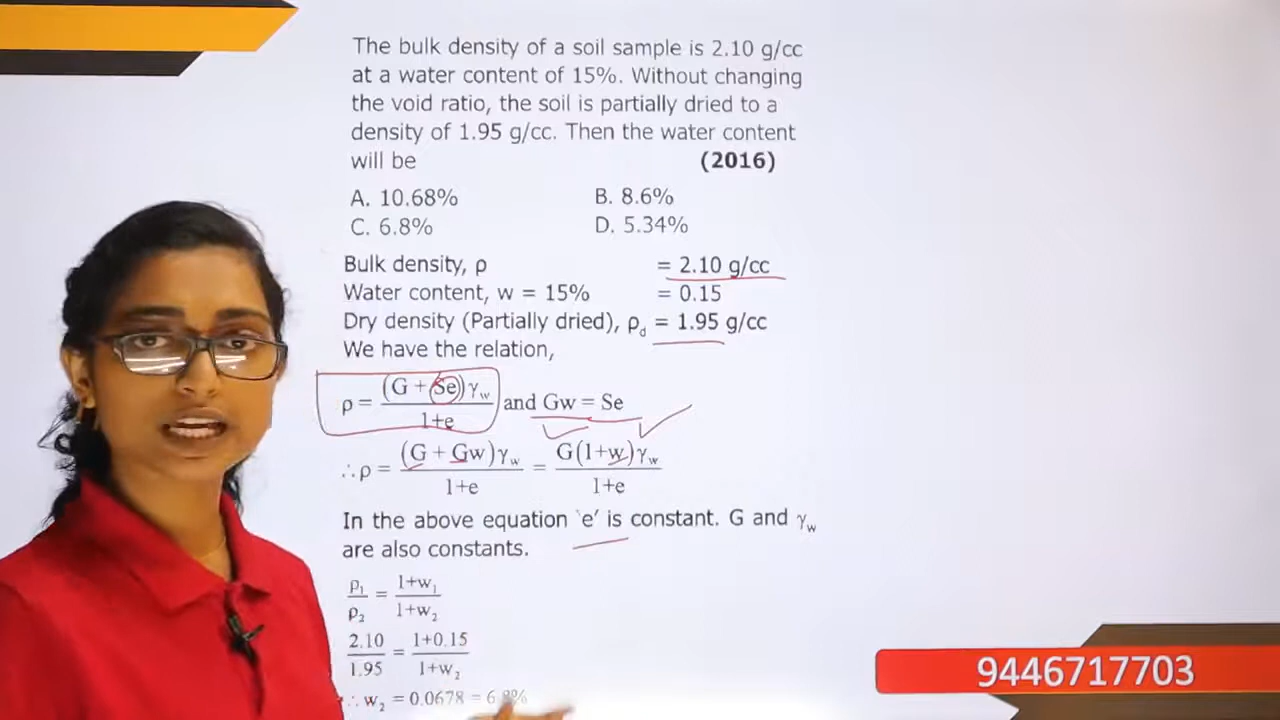 The bulk density of a soil sample is 2.10 g/cc
at a water content of 15%. Without changing
the void ratio, the soil is partially dried to a
density of 1.95 g/cc. Then the water content
will be (2016)
A. 10.68% B. 8.6%
C. 6.8% D. 5.34%
Bulk density, ρ = 2.10 g/cc
Water content, w = 15% = 0.15
Dry density (Partially dried), ρd = 1.95 g/cc
We have the relation,
ρ = (G + Se)γw / 1+e and Gw = Se
∴ρ = (G + Gw)γw / 1+e = G(1+w)γw / 1+e
In the above equation ‘e’ is constant. G and γw
are also constants.
ρ1 / ρ2 = 1+w1 / 1+w2
2.10 / 1.95 = 1+0.15 / 1+w2
∴ w2 = 0.0678 = 6.8%
9446717703